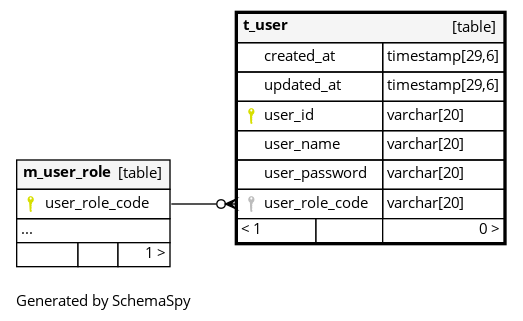 t_user [table]
created_at timestamp[29,6]
updated_at timestamp[29,6]
user_id varchar[20]
user_name varchar[20]
user_password varchar[20]
user_role_code varchar[20]
< 1 0 >
m_user_role [table]
user_role_code
...
1 >
Generated by SchemaSpy